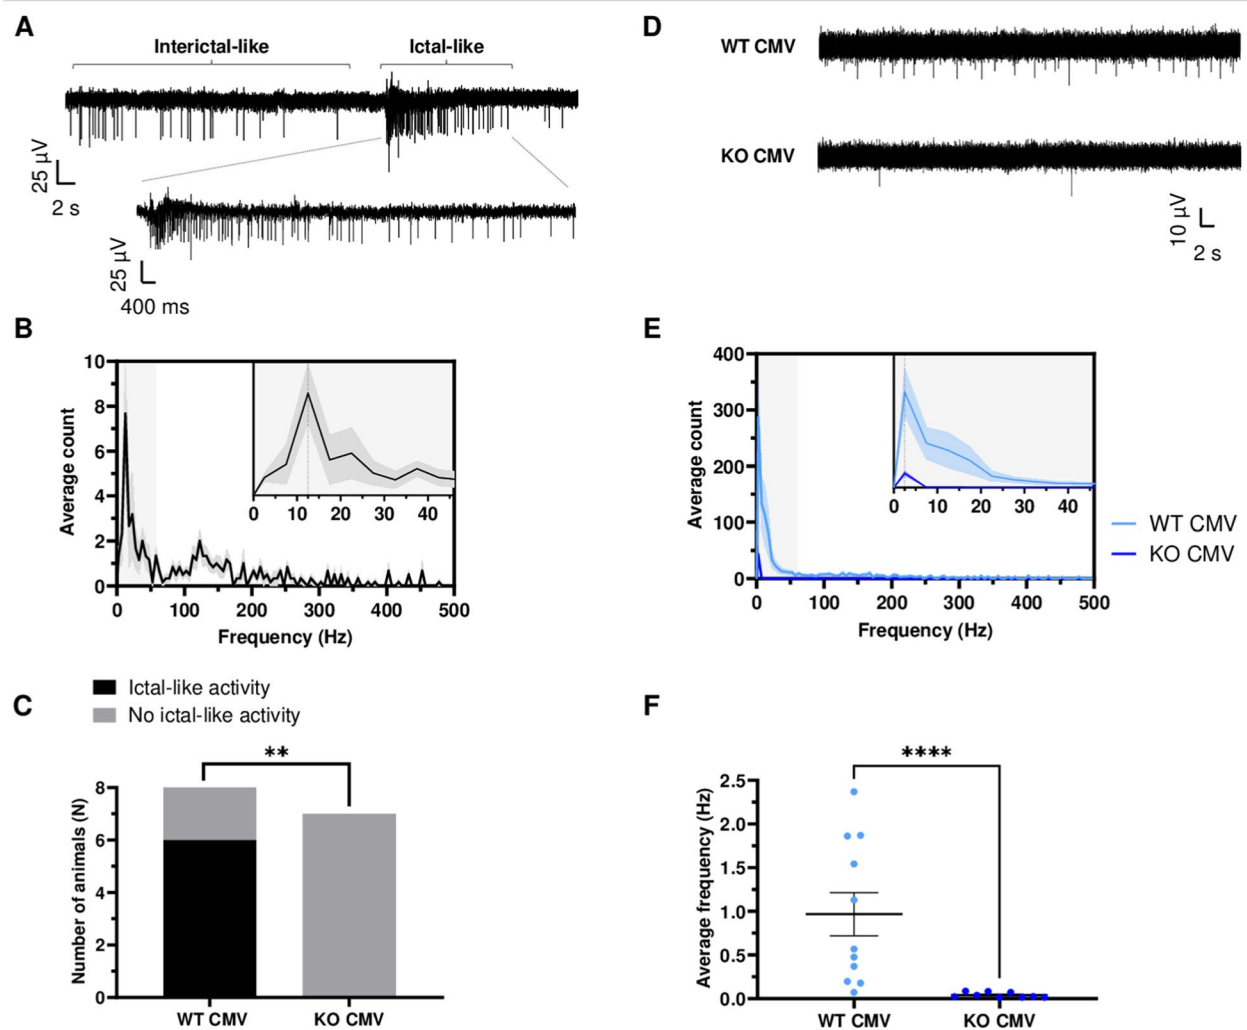 A
Interictal-like
Ictal-like
25 µV
2 s
25 µV
400 ms
D
WT CMV
KO CMV
10 µV
2 s
B
Average count
10
8
6
4
2
0
0 10 20 30 40
0 100 200 300 400 500
Frequency (Hz)
E
Average count
400
300
200
100
0
0 10 20 30 40
0 100 200 300 400 500
Frequency (Hz)
WT CMV
KO CMV
C
Ictal-like activity
No ictal-like activity
**
Number of animals (N)
8
6
4
2
0
WT CMV KO CMV
F
****
Average frequency (Hz)
2.5
2.0
1.5
1.0
0.5
0.0
WT CMV KO CMV